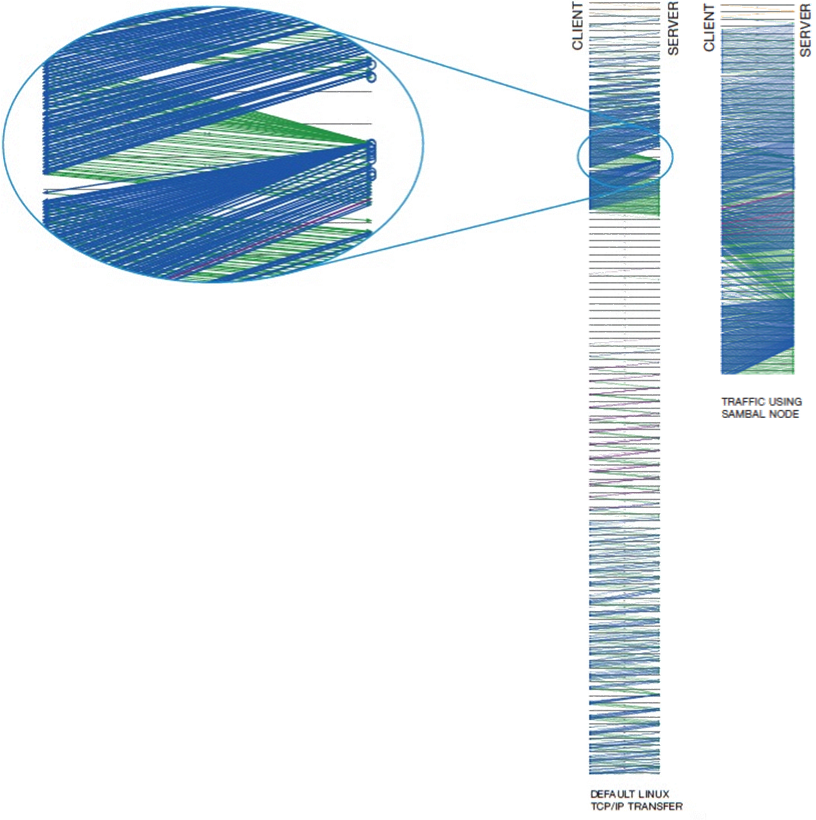 CLIENT
SERVER
CLIENT
SERVER
TRAFFIC USING
SAMBAL NODE
DEFAULT LINUX
TCP/IP TRANSFER